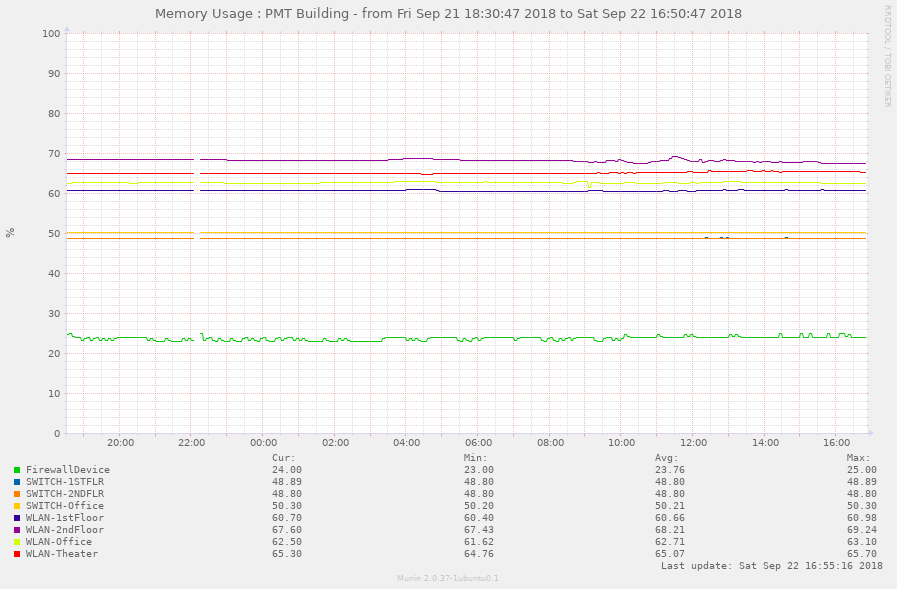 Memory Usage : PMT Building - from Fri Sep 21 18:30:47 2018 to Sat Sep 22 16:50:47 2018
RRDTOOL / TOBI OETIKER
100
90
80
70
60
50
40
30
20
10
0
%
20:00 22:00 00:00 02:00 04:00 06:00 08:00 10:00 12:00 14:00 16:00
Cur: Min: Avg: Max:
FirewallDevice 24.00 23.00 23.76 25.00
SWITCH-1STFLR 48.89 48.80 48.80 48.89
SWITCH-2NDFLR 48.80 48.80 48.80 48.80
SWITCH-Office 50.30 50.20 50.21 50.30
WLAN-1stFloor 60.70 60.40 60.66 60.98
WLAN-2ndFloor 67.60 67.43 68.21 69.24
WLAN-Office 62.50 61.62 62.71 63.10
WLAN-Theater 65.30 64.76 65.07 65.70
Last update: Sat Sep 22 16:55:16 2018
Munin 2.0.37-1ubuntu0.1